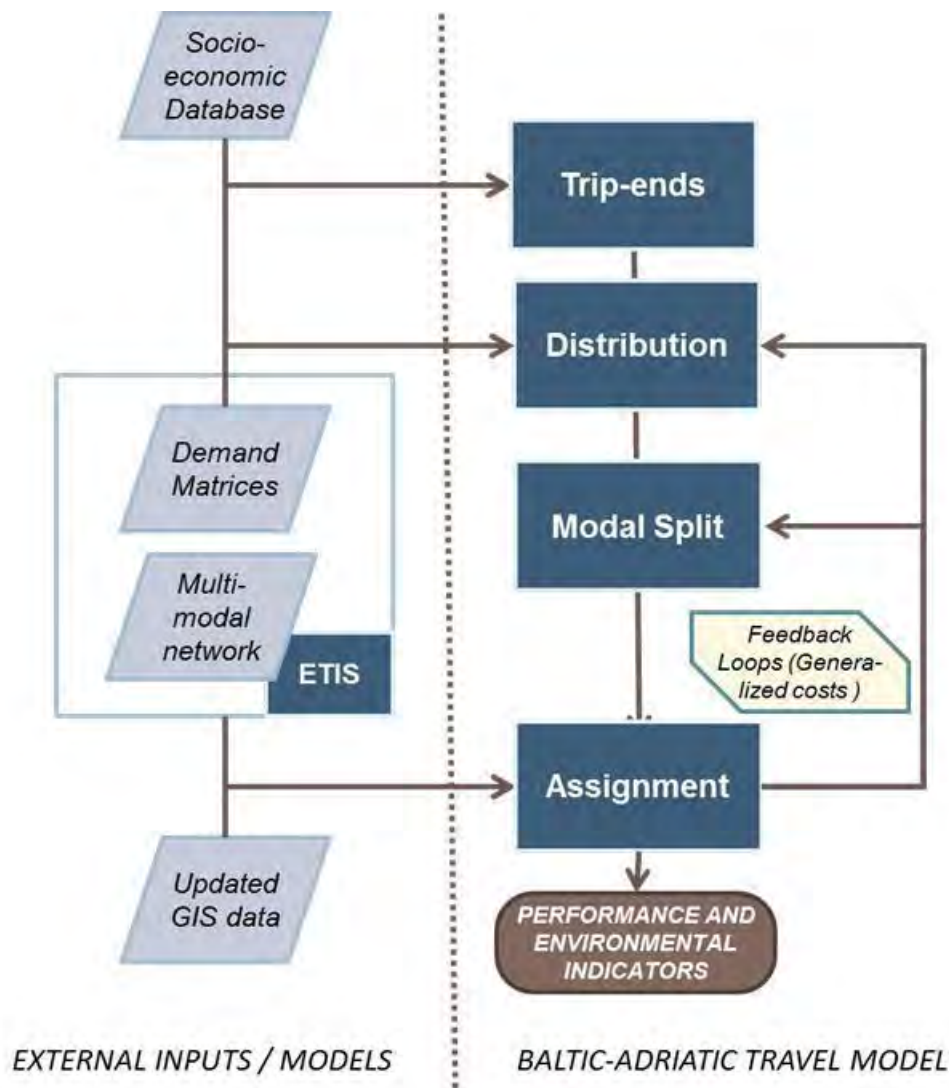 Socio-
economic
Database
Trip-ends
Distribution
Demand
Matrices
Modal Split
Multi-
modal
network
ETIS
Feedback
Loops (Genera-
lized costs )
Assignment
Updated
GIS data
PERFORMANCE AND
ENVIRONMENTAL
INDICATORS
EXTERNAL INPUTS / MODELS
BALTIC-ADRIATIC TRAVEL MODEL